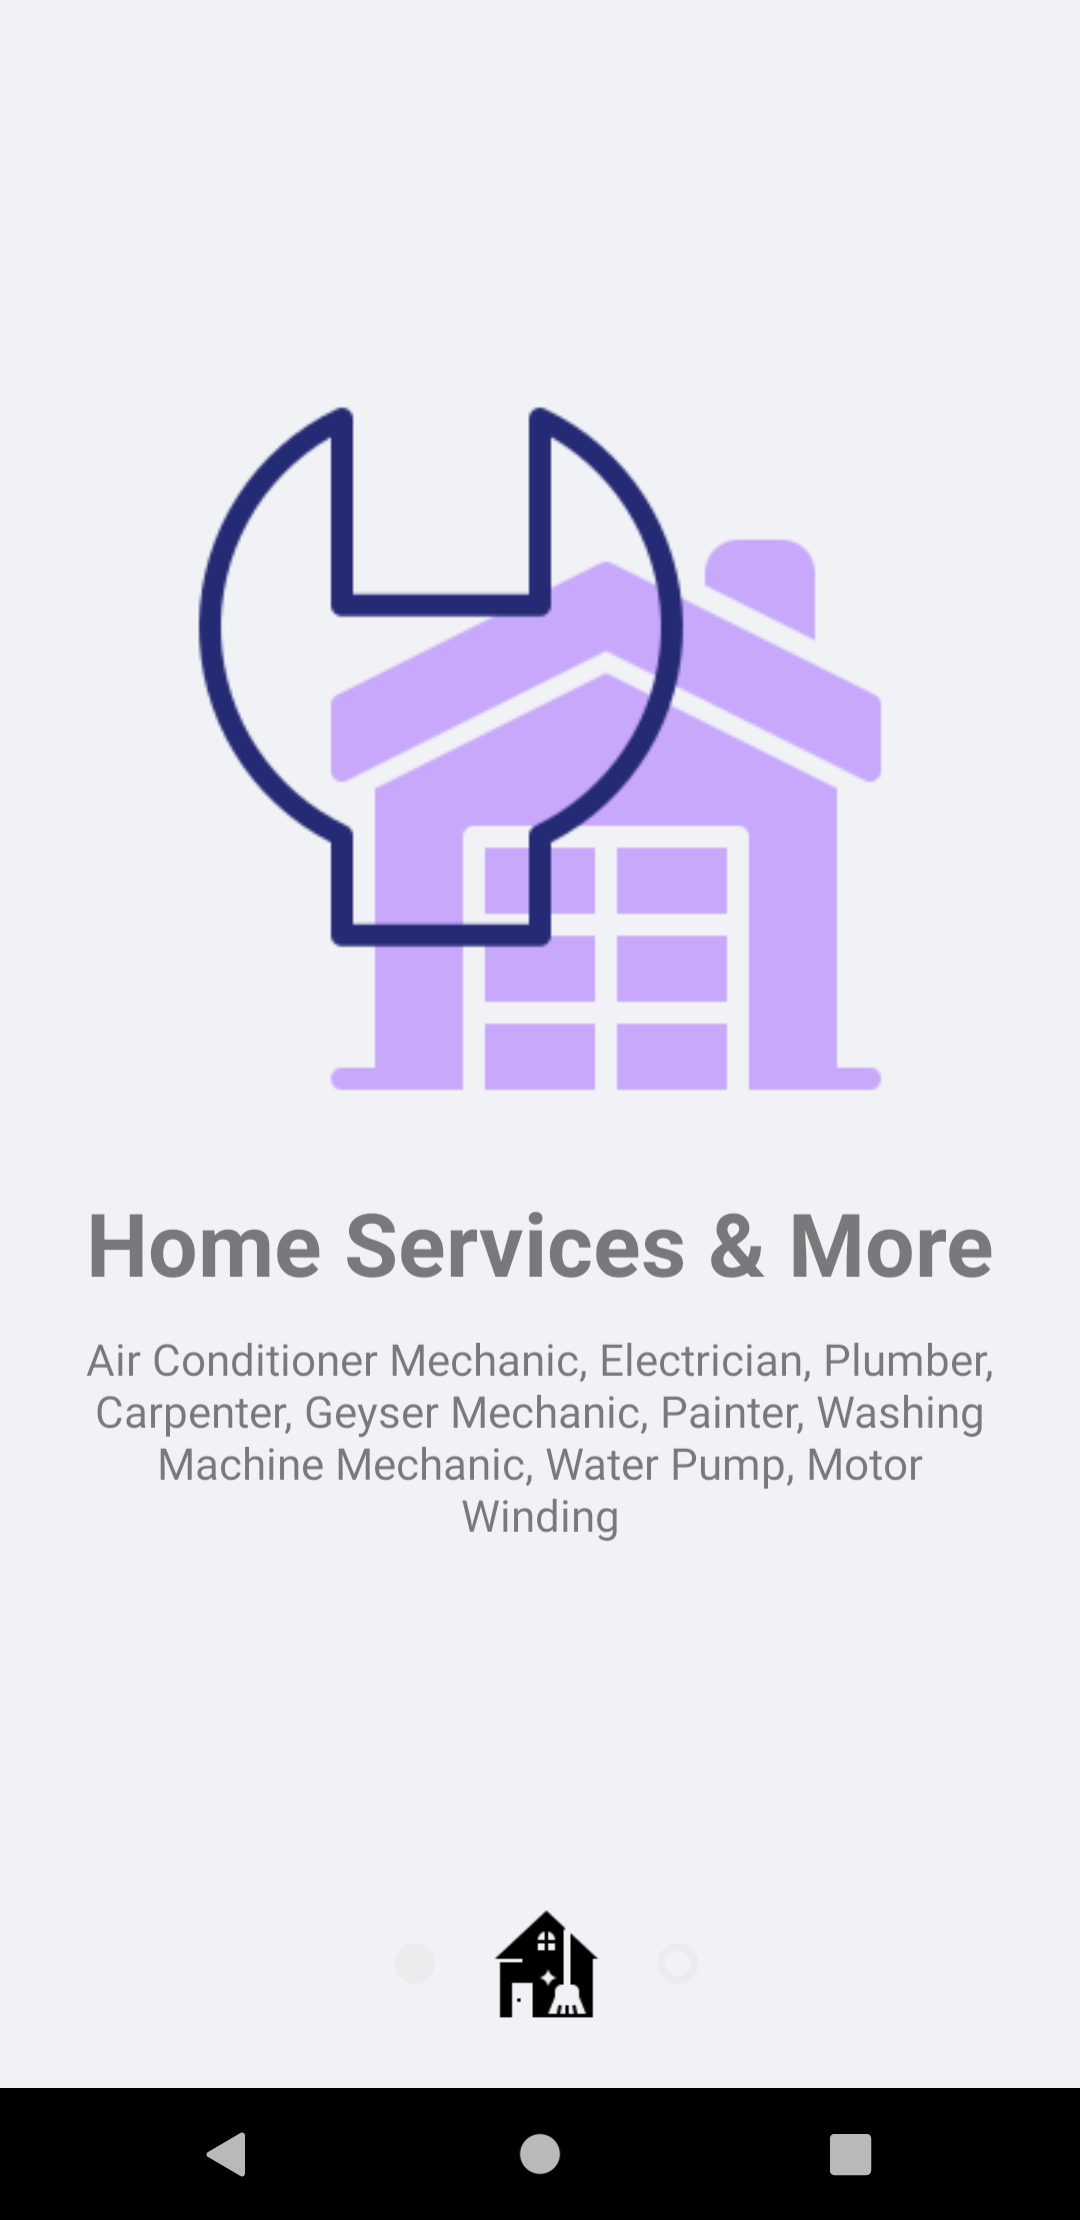 Home Services & More
Air Conditioner Mechanic, Electrician, Plumber,
Carpenter, Geyser Mechanic, Painter, Washing
Machine Mechanic, Water Pump, Motor
Winding